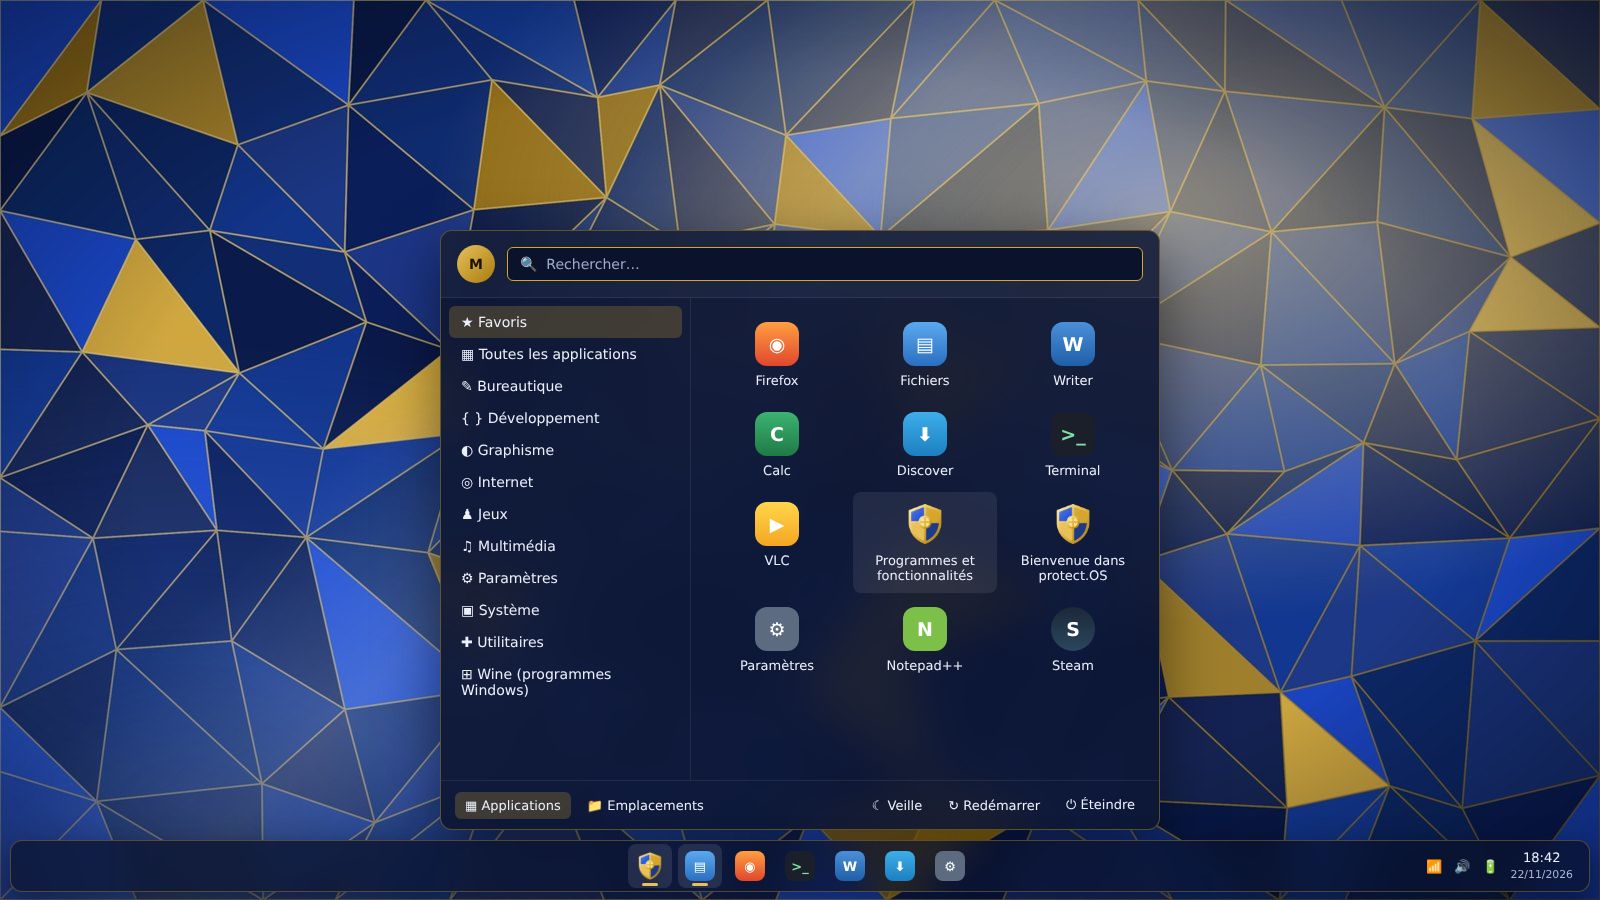 M
Rechercher…
★ Favoris
▦ Toutes les applications
✎ Bureautique
{ } Développement
◐ Graphisme
◎ Internet
♟ Jeux
♫ Multimédia
⚙ Paramètres
▣ Système
✚ Utilitaires
⊞ Wine (programmes
Windows)
Firefox
Fichiers
W
Writer
C
Calc
Discover
>_
Terminal
VLC
Programmes et
fonctionnalités
Bienvenue dans
protect.OS
Paramètres
N
Notepad++
S
Steam
▦ Applications
Emplacements
☾ Veille
↻ Redémarrer
⏻ Éteindre
>_
W
18:42
22/11/2026